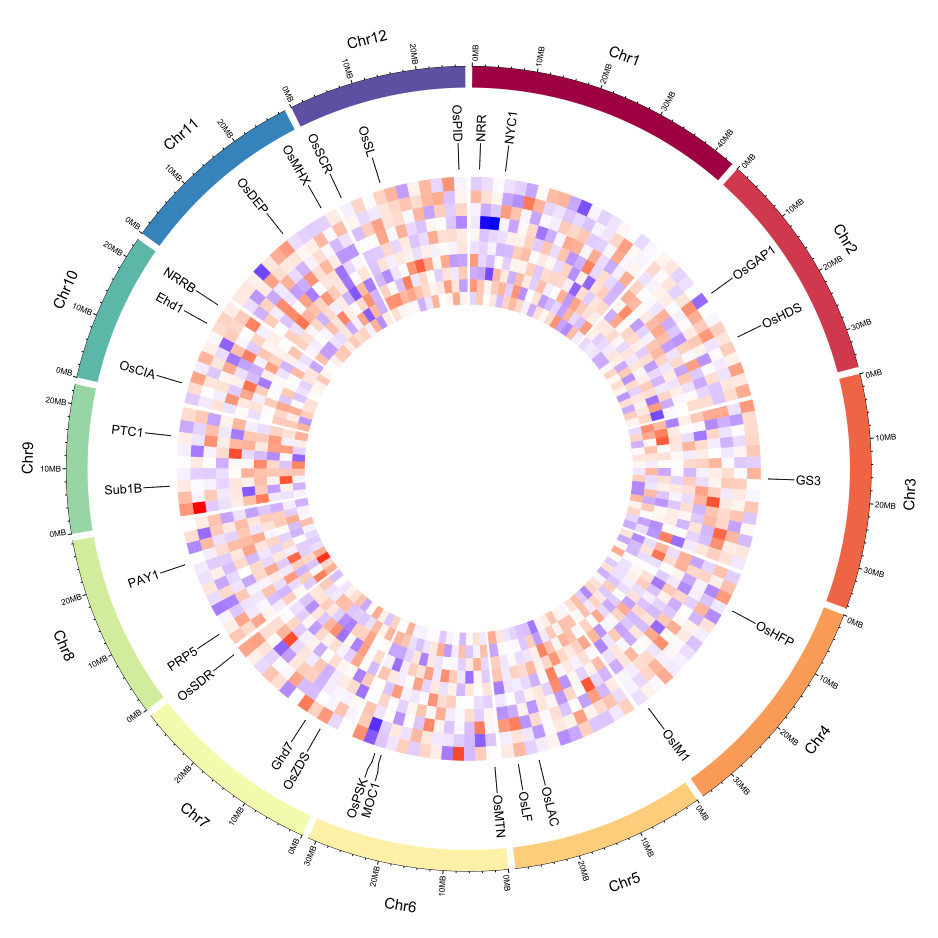 Chr1
0MB
10MB
20MB
30MB
40MB
Chr2
0MB
10MB
20MB
30MB
Chr3
0MB
10MB
20MB
30MB
Chr4
0MB
10MB
20MB
30MB
Chr5
0MB
10MB
20MB
Chr6
0MB
10MB
20MB
30MB
Chr7
0MB
10MB
20MB
Chr8
0MB
10MB
20MB
Chr9
0MB
10MB
20MB
Chr10
0MB
10MB
20MB
Chr11
0MB
10MB
20MB
Chr12
0MB
10MB
20MB
NRR
NYC1
OsGAP1
OsHDS
GS3
OsHFP
OsIM1
OsLAC
OsLF
OsMTN
MOC1
OsPSK
OsZDS
Ghd7
OsSDR
PRP5
PAY1
Sub1B
PTC1
OsCIA
Ehd1
NRRB
OsDEP
OsMHX
OsSCR
OsSL
OsPID